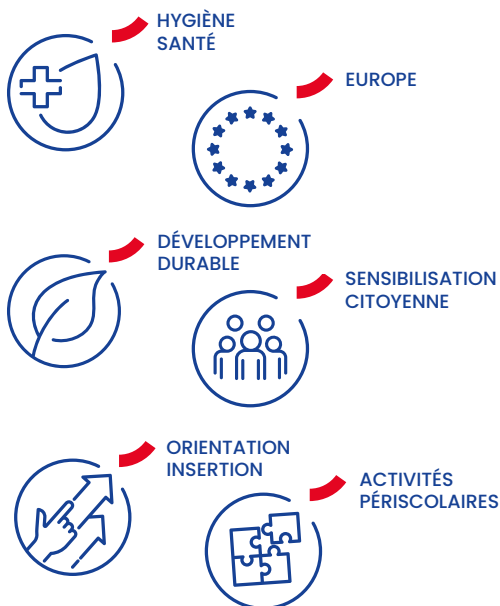 HYGIÈNE
SANTÉ
EUROPE
DÉVELOPPEMENT
DURABLE
SENSIBILISATION
CITOYENNE
ORIENTATION
INSERTION
ACTIVITÉS
PÉRISCOLAIRES